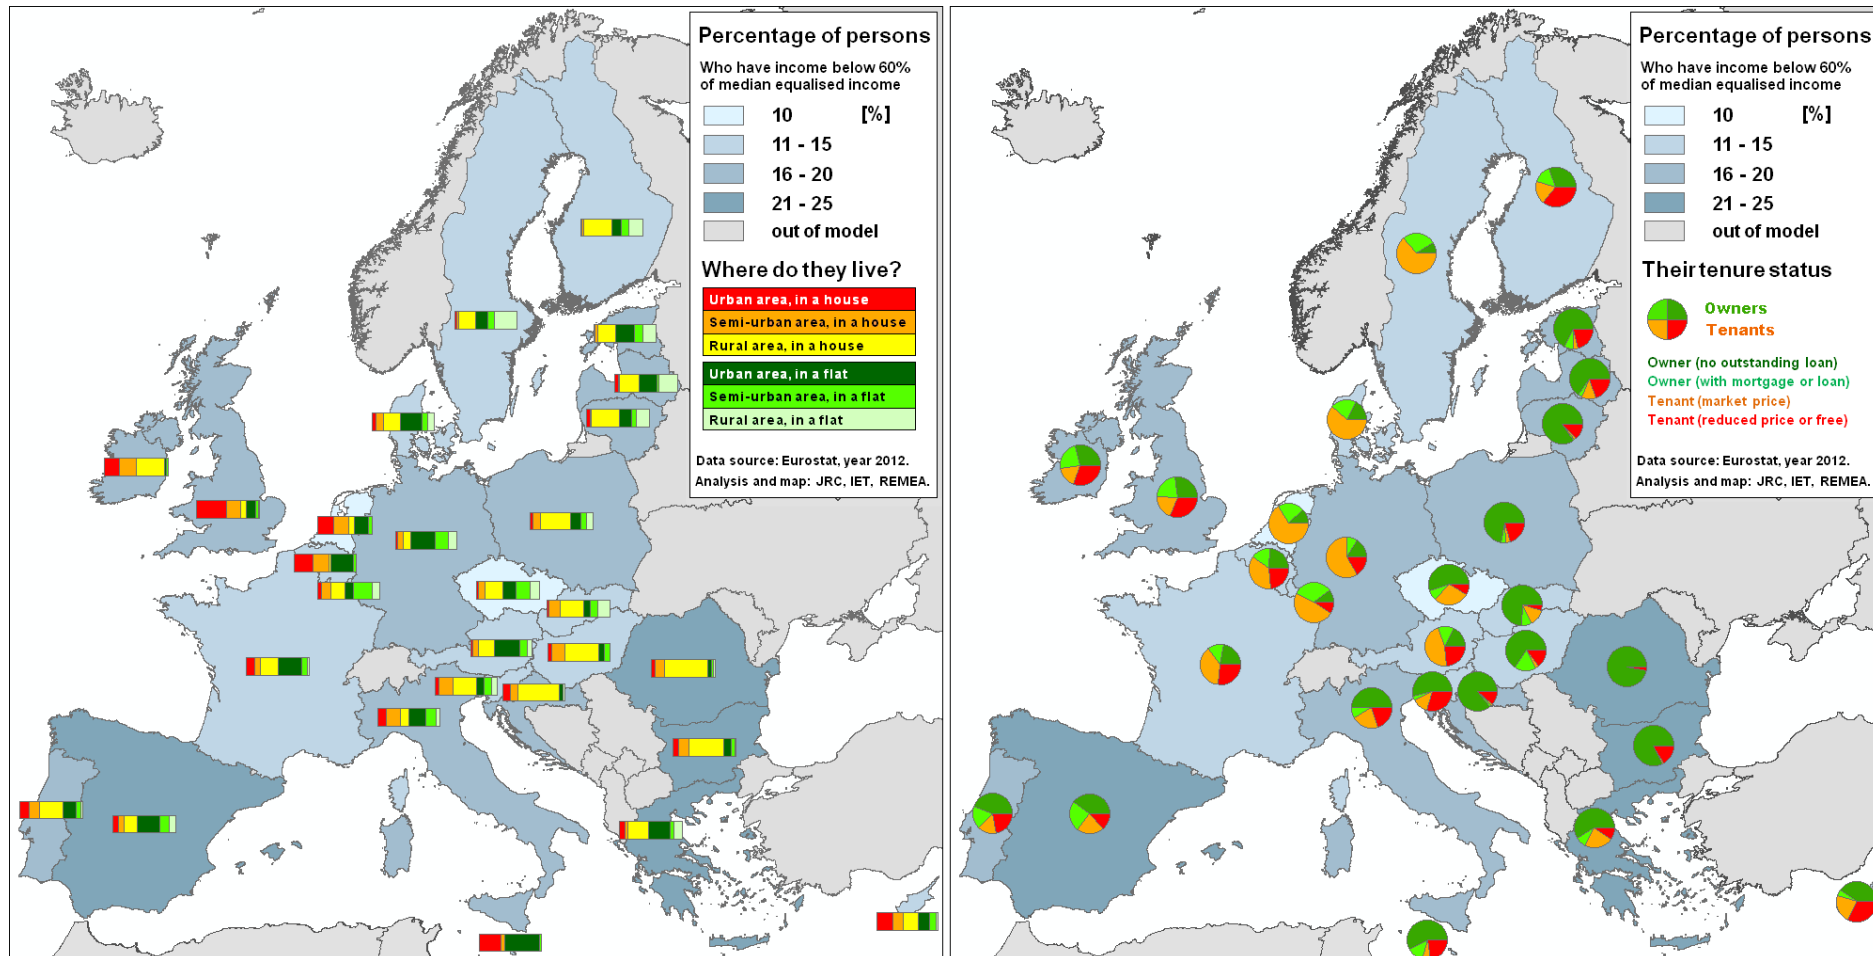 Percentage of persons
Who have income below 60%
of median equalised income
10 [%]
11 - 15
16 - 20
21 - 25
out of model
Where do they live?
Urban area, in a house
Semi-urban area, in a house
Rural area, in a house
Urban area, in a flat
Semi-urban area, in a flat
Rural area, in a flat
Data source: Eurostat, year 2012.
Analysis and map: JRC, IET, REMEA.
Percentage of persons
Who have income below 60%
of median equalised income
10 [%]
11 - 15
16 - 20
21 - 25
out of model
Their tenure status
Owners
Tenants
Owner (no outstanding loan)
Owner (with mortgage or loan)
Tenant (market price)
Tenant (reduced price or free)
Data source: Eurostat, year 2012.
Analysis and map: JRC, IET, REMEA.